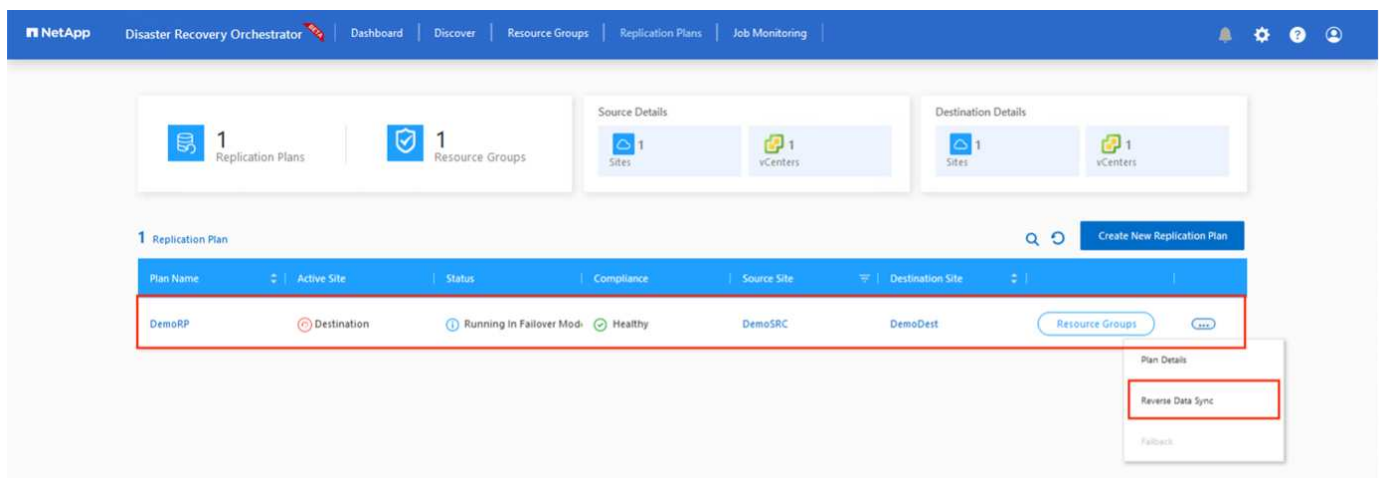 NetApp Disaster Recovery Orchestrator BETA Dashboard Discover Resource Groups Replication Plans Job Monitoring
Source Details Destination Details
1 Replication Plans 1 Resource Groups 1 Sites 1 vCenters 1 Sites 1 vCenters
1 Replication Plan Create New Replication Plan
Plan Name Active Site Status Compliance Source Site Destination Site
DemoRP Destination Running In Failover Mod Healthy DemoSRC DemoDest Resource Groups
Plan Details
Reverse Data Sync
Failback